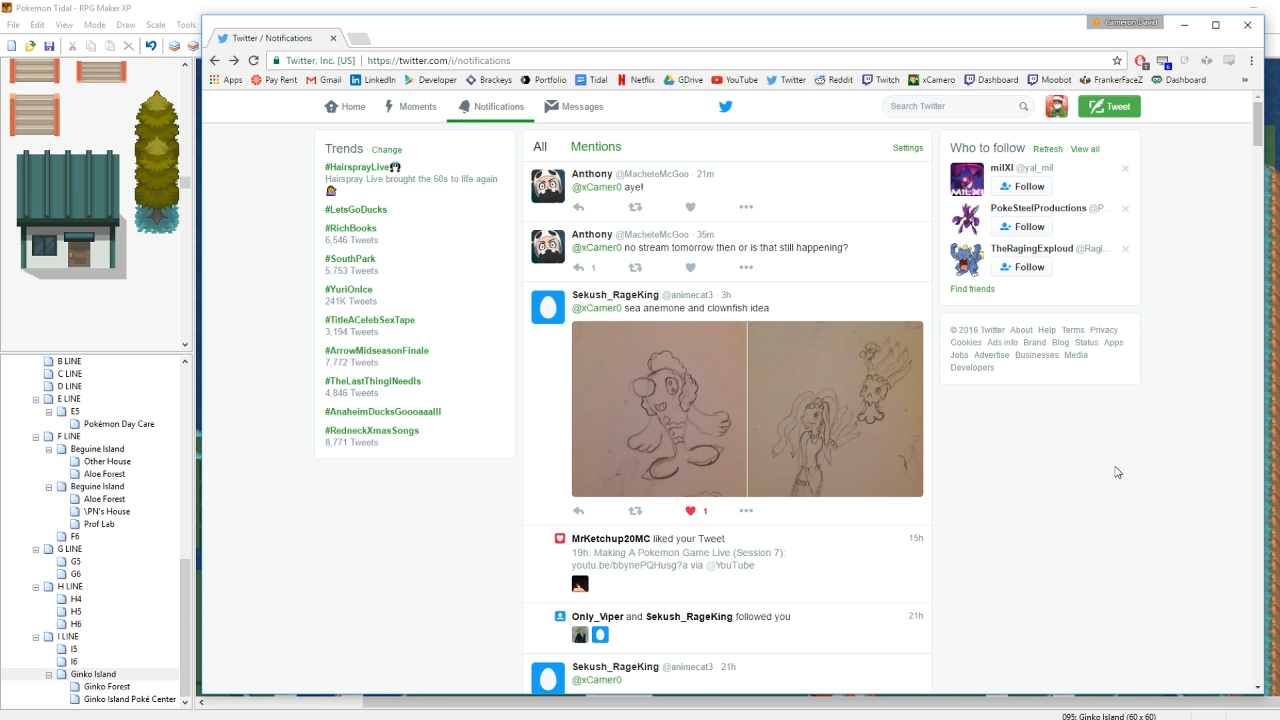 Pokemon Tidal - RPG Maker XP
File Edit View Mode Draw Scale Tools
Cameron David
Twitter / Notifications
Twitter, Inc. [US] https://twitter.com/i/notifications
Apps Pay Rent Gmail LinkedIn Developer Brackeys Portfolio Tidal Netflix GDrive YouTube Twitter Reddit Twitch xCamero Dashboard Moobot FrankerFaceZ Dashboard
Home Moments Notifications Messages Search Twitter Tweet
Trends · Change
#HairsprayLive
Hairspray Live brought the 60s to life again
#LetsGoDucks
#RichBooks
6,546 Tweets
#SouthPark
5,753 Tweets
#YuriOnIce
241K Tweets
#TitleACelebSexTape
3,194 Tweets
#ArrowMidseasonFinale
7,772 Tweets
#TheLastThingINeedIs
4,846 Tweets
#AnaheimDucksGoooaaalll
#RedneckXmasSongs
8,771 Tweets
All Mentions Settings
Anthony @MacheteMcGoo · 21m
@xCamer0 aye!
Anthony @MacheteMcGoo · 35m
@xCamer0 no stream tomorrow then or is that still happening?
1
Sekush_RageKing @animecat3 · 3h
@xCamer0 sea anemone and clownfish idea
1
MrKetchup20MC liked your Tweet 15h
19h: Making A Pokemon Game Live (Session 7):
youtu.be/bbynePQHusg?a via @YouTube
Only_Viper and Sekush_RageKing followed you 21h
Sekush_RageKing @animecat3 · 21h
@xCamer0
Who to follow · Refresh · View all
milXl @yal_mil
Follow
PokeSteelProductions @P...
Follow
TheRagingExploud @Ragi...
Follow
Find friends
© 2016 Twitter About Help Terms Privacy
Cookies Ads info Brand Blog Status Apps
Jobs Advertise Businesses Media
Developers
B LINE
C LINE
D LINE
E LINE
E5
Pokémon Day Care
F LINE
Beguine Island
Other House
Aloe Forest
Beguine Island
Aloe Forest
\PN's House
Prof Lab
F6
G LINE
G5
G6
H LINE
H4
H5
H6
I LINE
I5
I6
Ginko Island
Ginko Forest
Ginko Island Poké Center
095: Ginko Island (60 x 60)